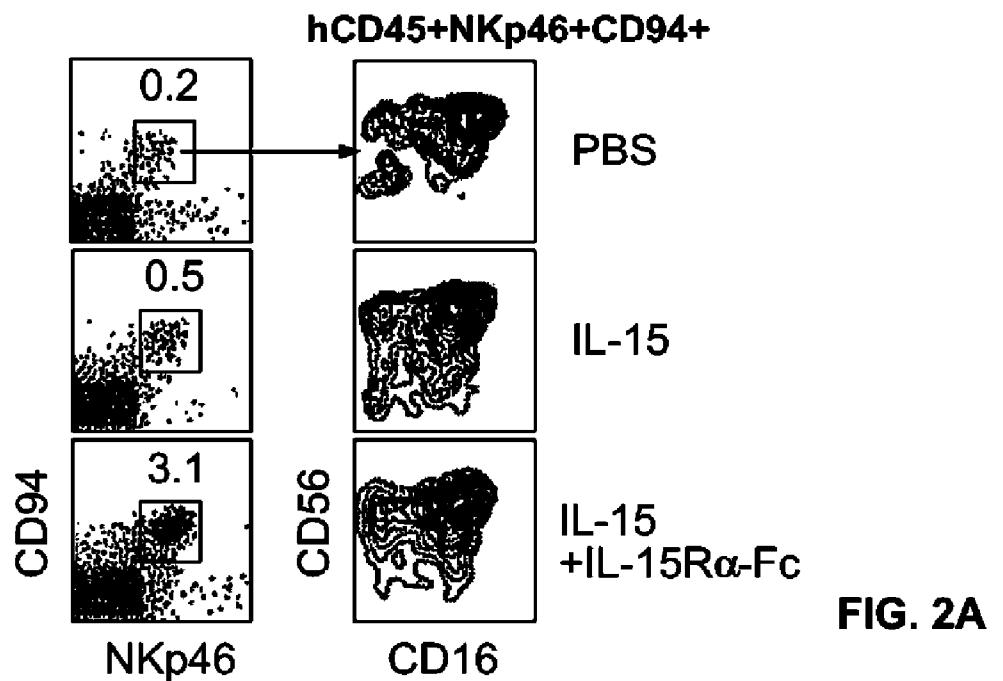 hCD45+NKp46+CD94+
0.2
PBS
0.5
IL-15
3.1
CD94
CD56
IL-15
+IL-15Rα-Fc
NKp46
CD16
FIG. 2A